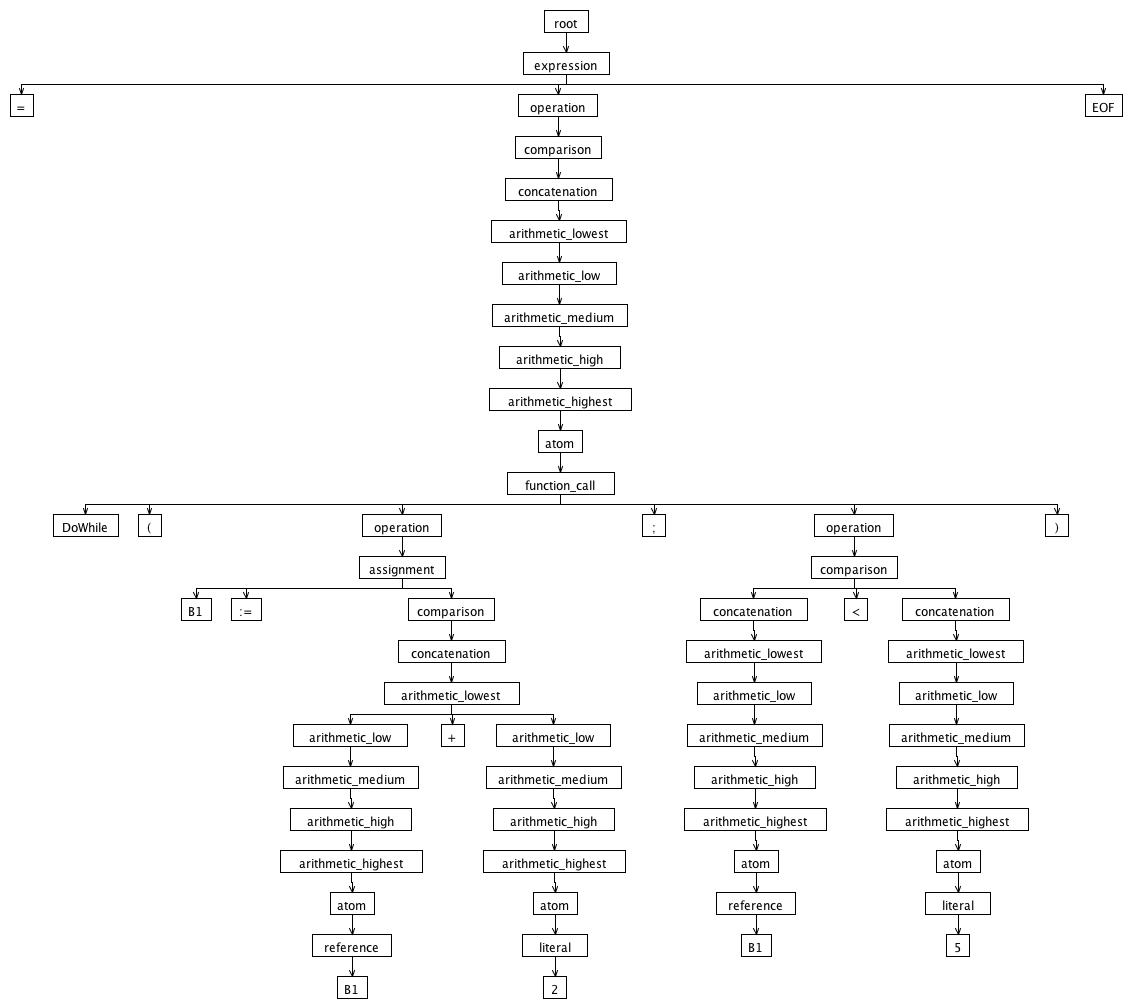 root
expression
= operation EOF
comparison
concatenation
arithmetic_lowest
arithmetic_low
arithmetic_medium
arithmetic_high
arithmetic_highest
atom
function_call
DoWhile ( operation ; operation )
assignment comparison
B1 := comparison concatenation < concatenation
concatenation arithmetic_lowest arithmetic_lowest
arithmetic_lowest arithmetic_low arithmetic_low
arithmetic_low + arithmetic_low arithmetic_medium arithmetic_medium
arithmetic_medium arithmetic_medium arithmetic_high arithmetic_high
arithmetic_high arithmetic_high arithmetic_highest arithmetic_highest
arithmetic_highest arithmetic_highest atom atom
atom atom reference literal
reference literal B1 5
B1 2